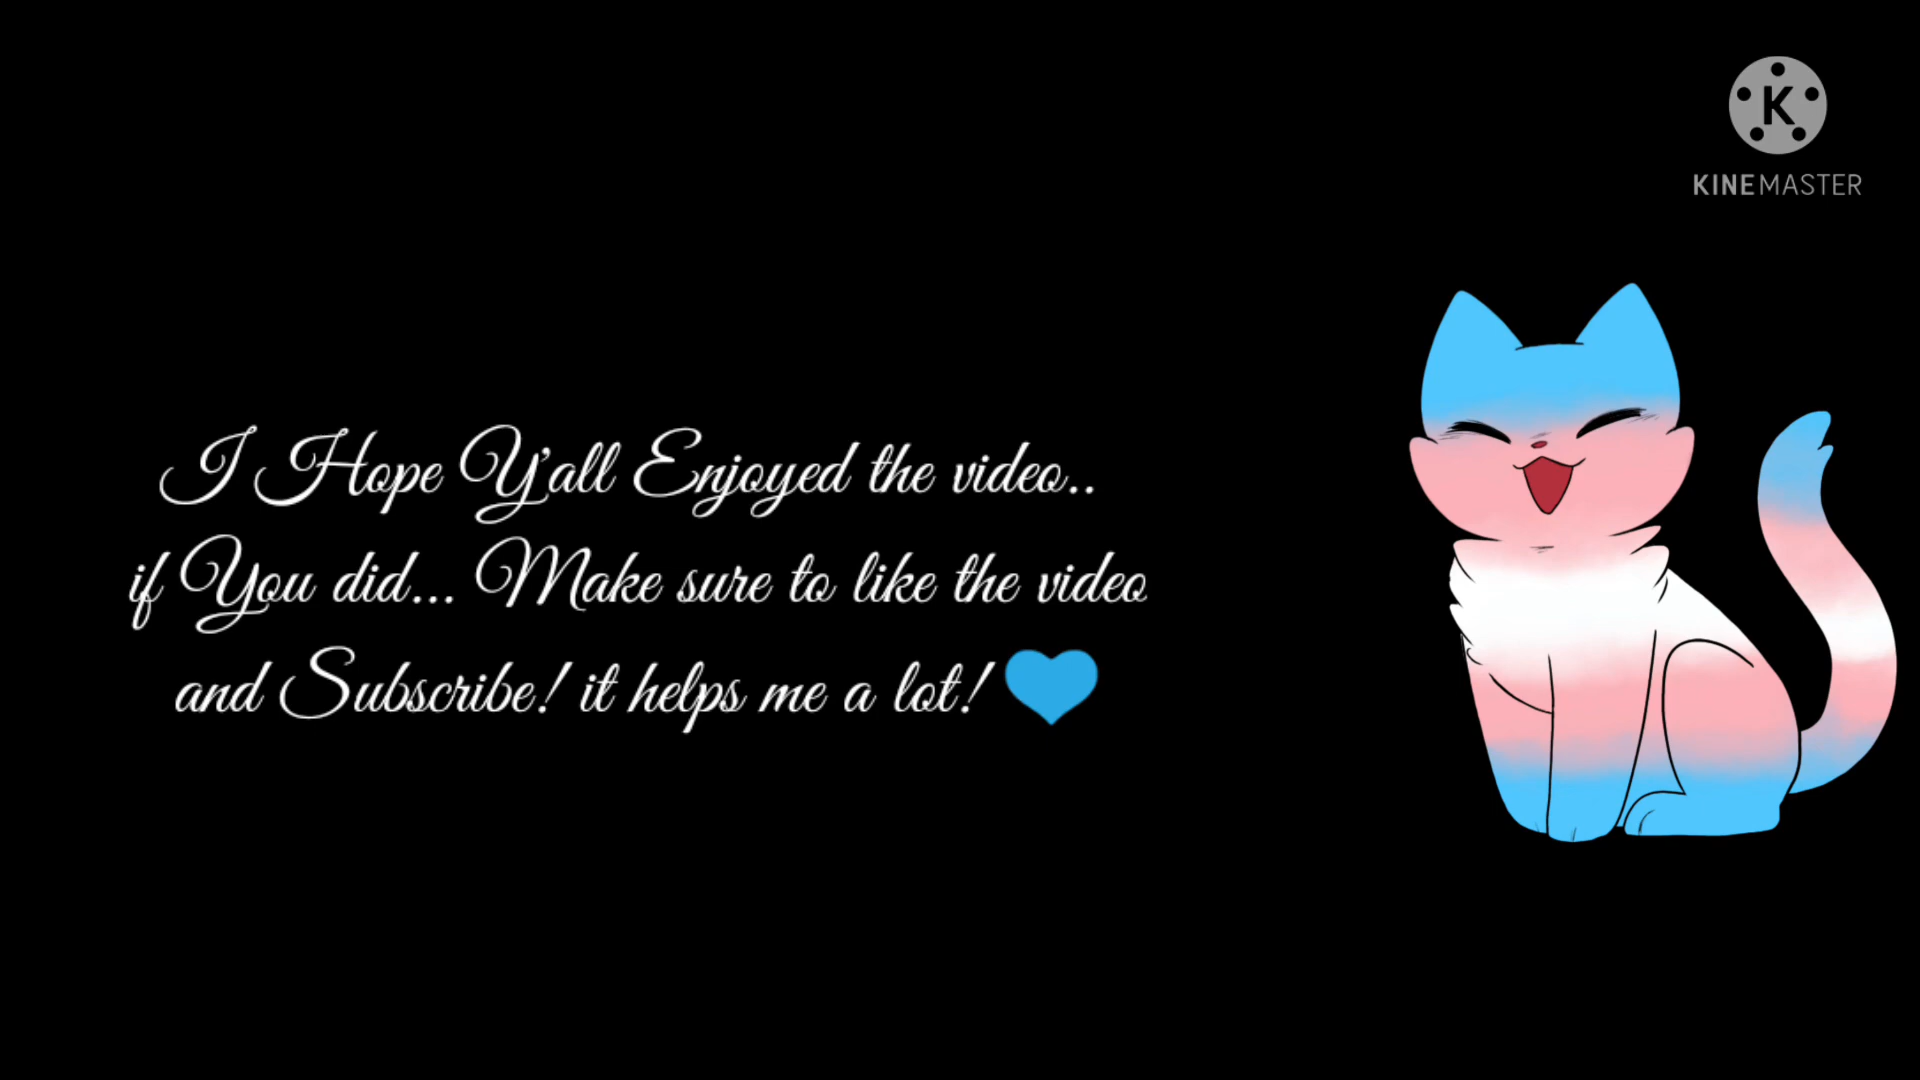 K
KINEMASTER
I Hope Y'all Enjoyed the video..
if You did... Make sure to like the video
and Subscribe! it helps me a lot! 💙